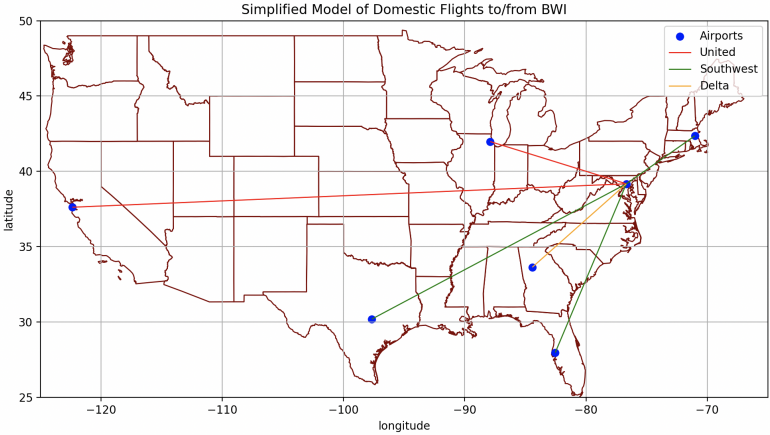 Simplified Model of Domestic Flights to/from BWI
50
45
40
35
30
25
latitude
Airports
United
Southwest
Delta
−120
−110
−100
−90
−80
−70
longitude